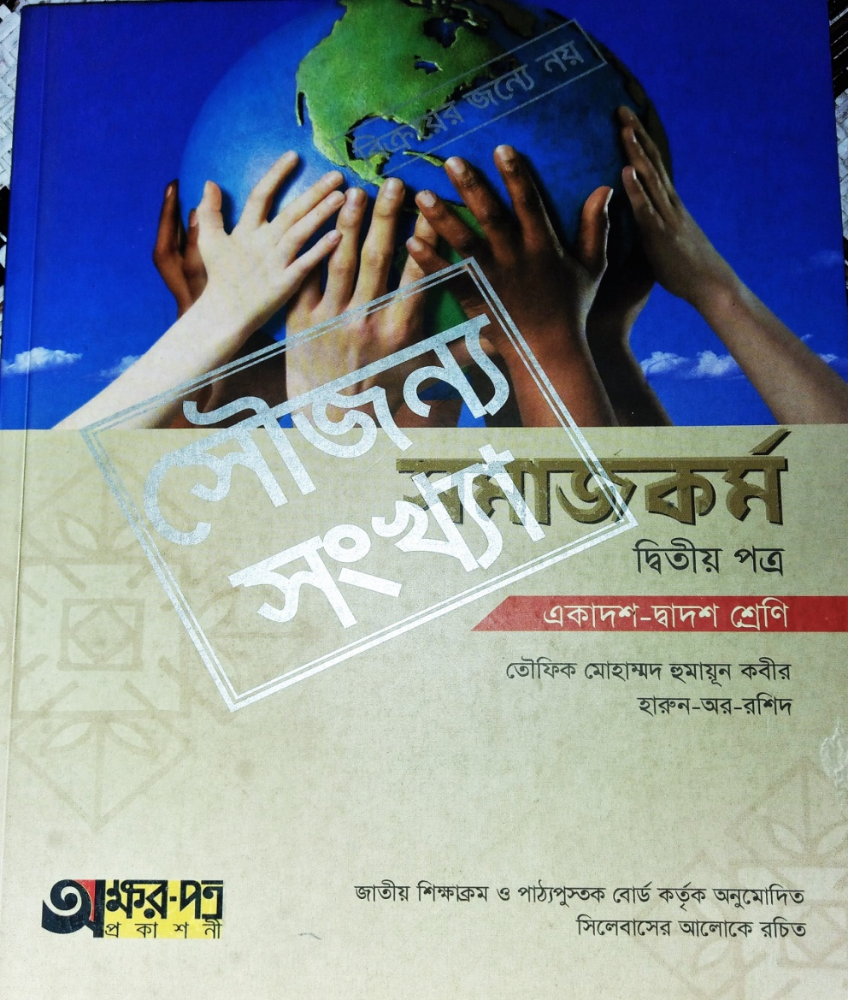 বিক্রয়ের জন্যে নয়
সৌজন্য
সংখ্যা
সমাজকর্ম
দ্বিতীয় পত্র
একাদশ-দ্বাদশ শ্রেণি
তৌফিক মোহাম্মদ হুমায়ূন কবীর
হারুন-অর-রশিদ
অক্ষর-পত্র
প্রকাশনী
জাতীয় শিক্ষাক্রম ও পাঠ্যপুস্তক বোর্ড কর্তৃক অনুমোদিত
সিলেবাসের আলোকে রচিত